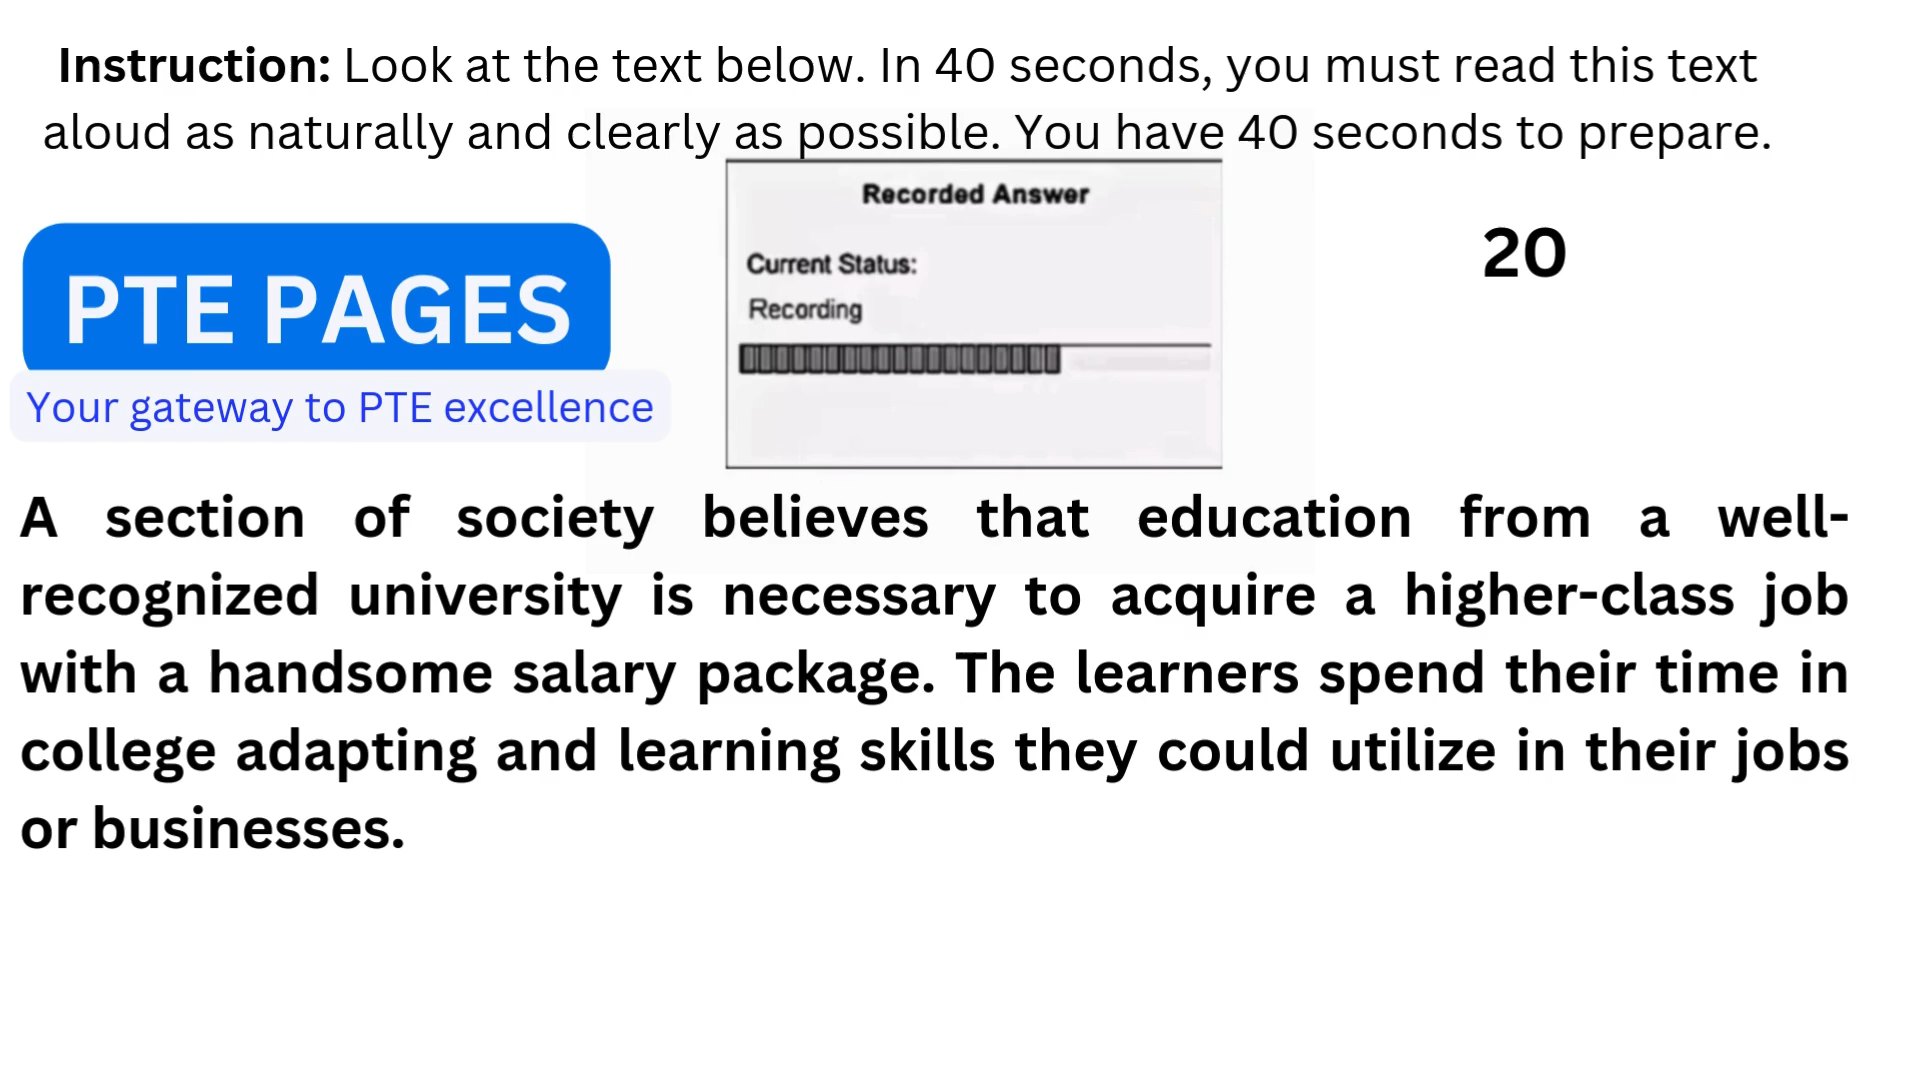 Instruction: Look at the text below. In 40 seconds, you must read this text
aloud as naturally and clearly as possible. You have 40 seconds to prepare.
Recorded Answer
Current Status:
Recording
20
PTE PAGES
Your gateway to PTE excellence
A section of society believes that education from a well-
recognized university is necessary to acquire a higher-class job
with a handsome salary package. The learners spend their time in
college adapting and learning skills they could utilize in their jobs
or businesses.